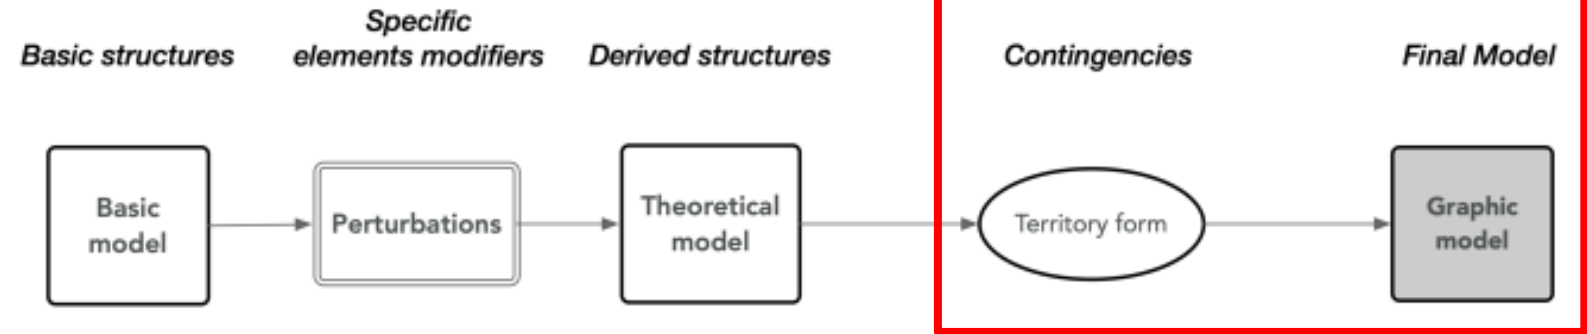 Specific
Basic structures elements modifiers Derived structures Contingencies Final Model
Basic
model
Perturbations
Theoretical
model
Territory form
Graphic
model